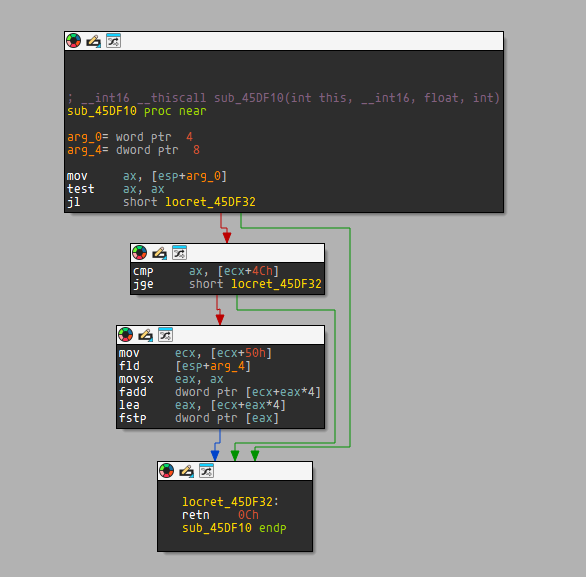 ; __int16 __thiscall sub_45DF10(int this, __int16, float, int)
sub_45DF10 proc near
arg_0= word ptr  4
arg_4= dword ptr  8
mov     ax, [esp+arg_0]
test    ax, ax
jl      short locret_45DF32
cmp     ax, [ecx+4Ch]
jge     short locret_45DF32
mov     ecx, [ecx+50h]
fld     [esp+arg_4]
movsx   eax, ax
fadd    dword ptr [ecx+eax*4]
lea     eax, [ecx+eax*4]
fstp    dword ptr [eax]
locret_45DF32:
retn    0Ch
sub_45DF10 endp